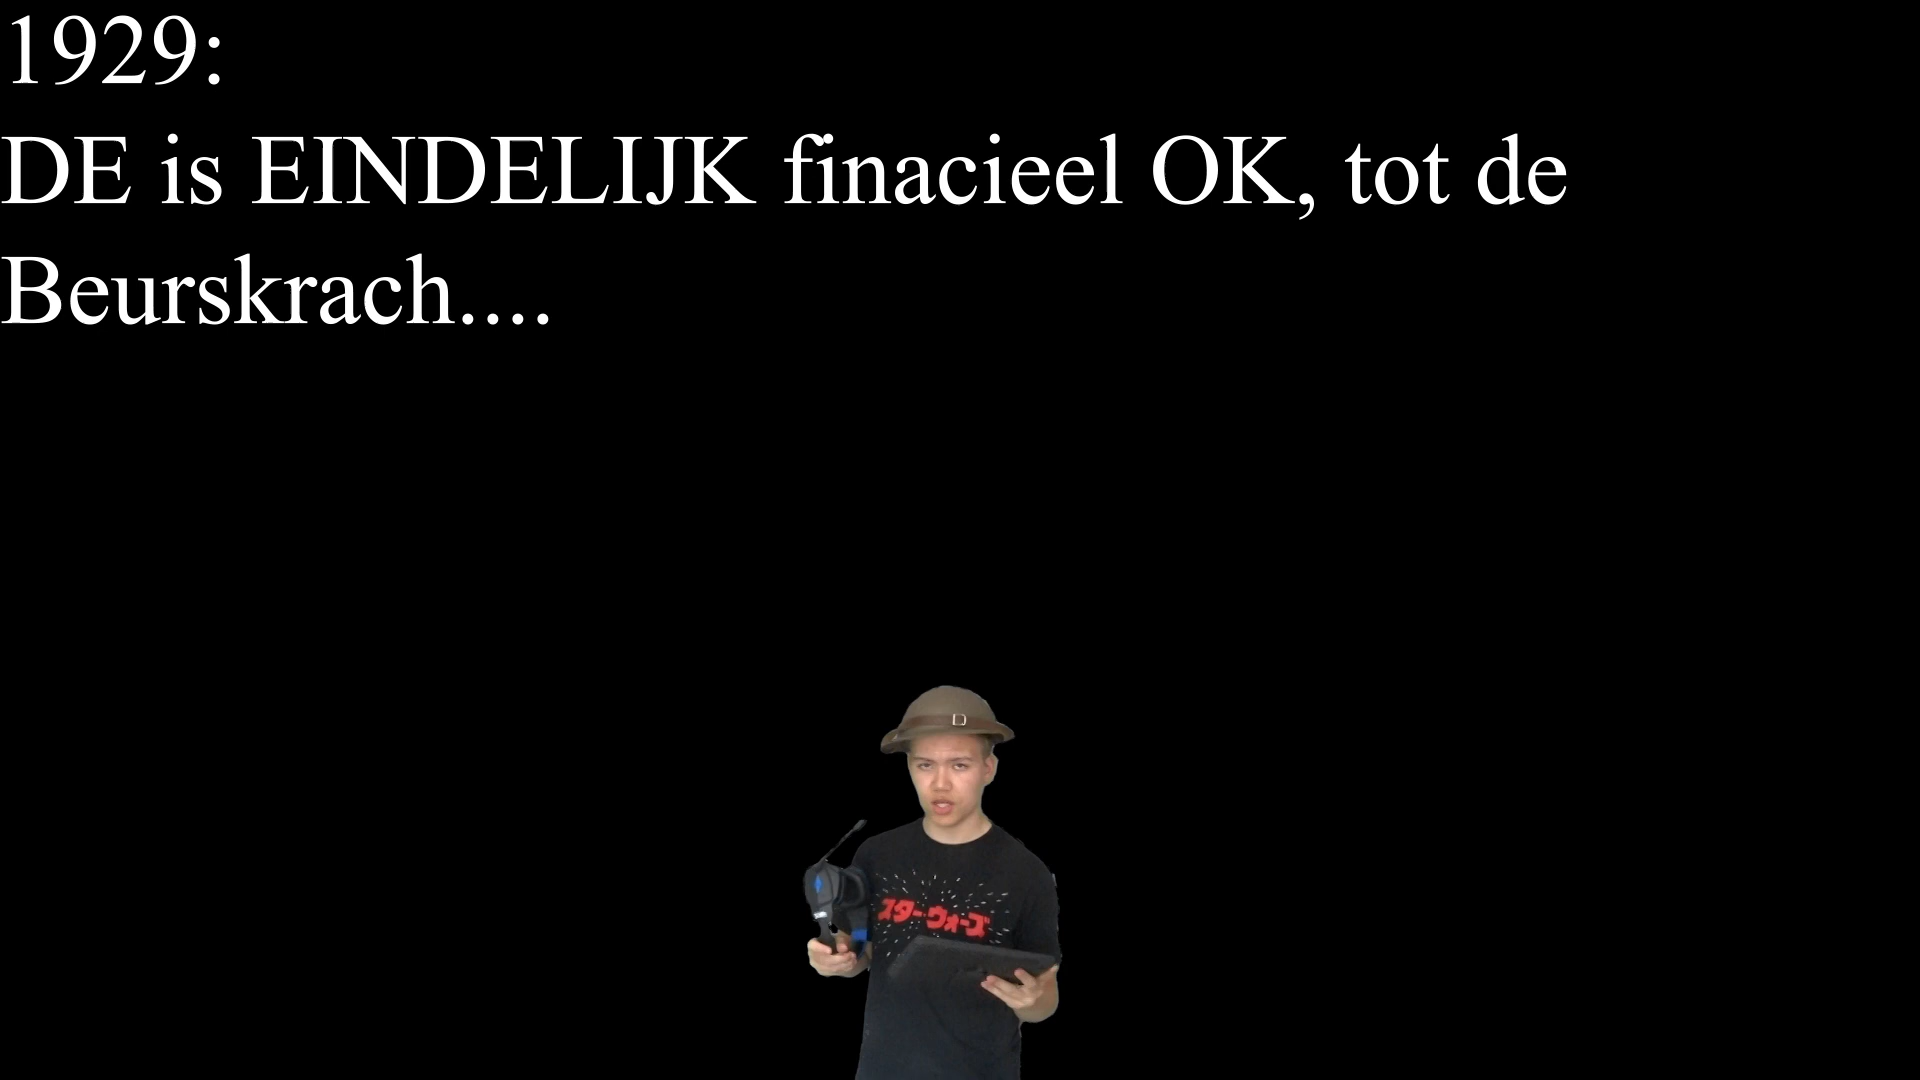 1929:
DE is EINDELIJK finacieel OK, tot de
Beurskrach....
スター・ウォーズ